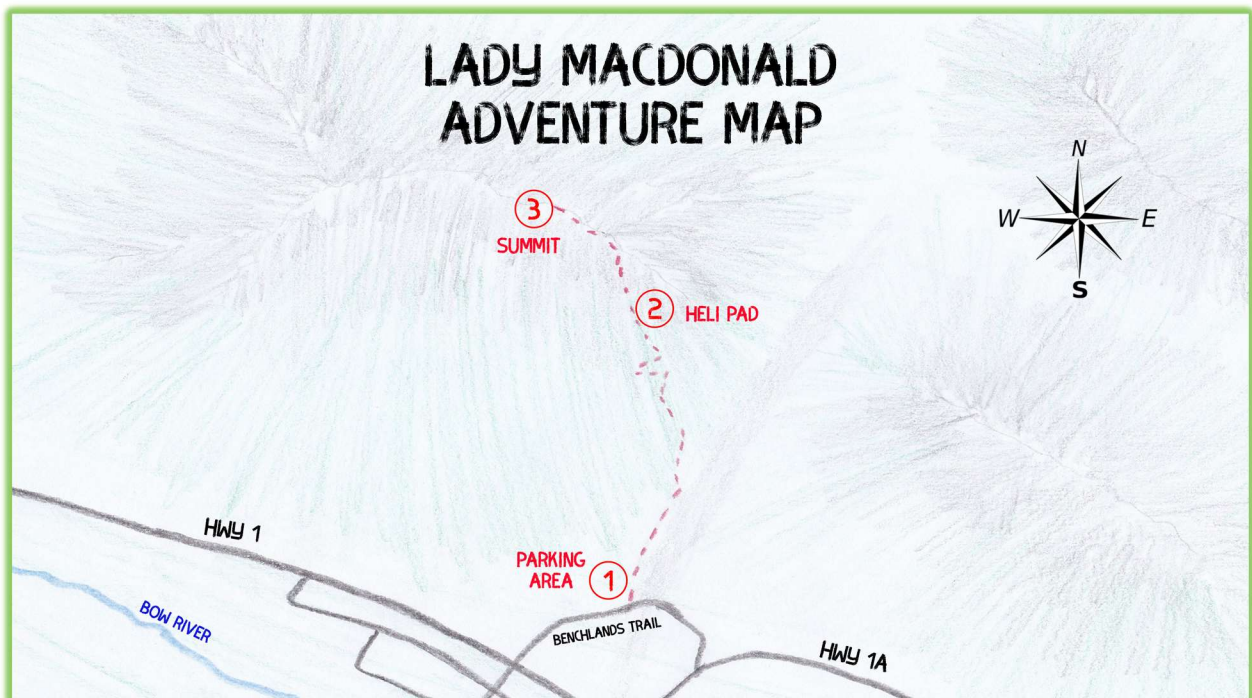 LADY MACDONALD
ADVENTURE MAP
N
W
E
S
3
SUMMIT
2
HELI PAD
HWY 1
PARKING
AREA
1
BOW RIVER
BENCHLANDS TRAIL
HWY 1A